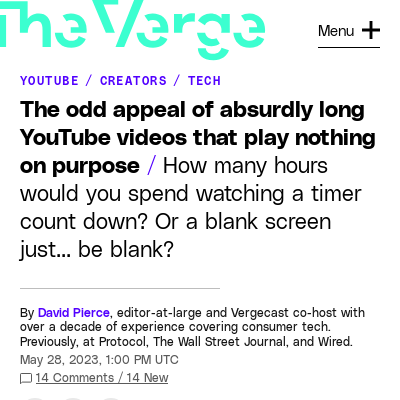 The Verge
Menu
YOUTUBE / CREATORS / TECH
The odd appeal of absurdly long
YouTube videos that play nothing
on purpose / How many hours
would you spend watching a timer
count down? Or a blank screen
just... be blank?
By David Pierce, editor-at-large and Vergecast co-host with
over a decade of experience covering consumer tech.
Previously, at Protocol, The Wall Street Journal, and Wired.
May 28, 2023, 1:00 PM UTC
14 Comments / 14 New